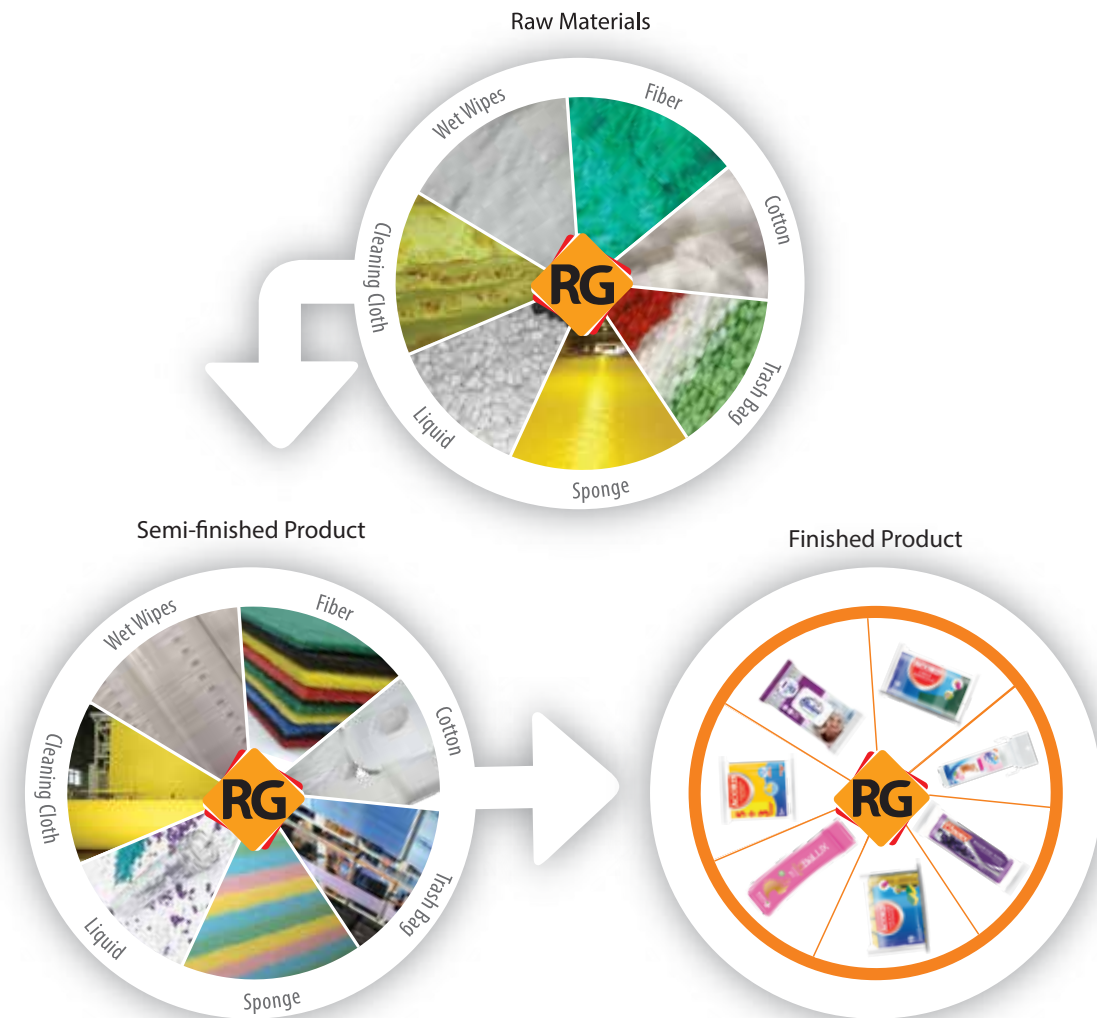 Raw Materials
Wet Wipes
Fiber
Cotton
Trash Bag
Sponge
Liquid
Cleaning Cloth
RG
Semi-finished Product
Wet Wipes
Fiber
Cotton
Trash Bag
Sponge
Liquid
Cleaning Cloth
RG
Finished Product
RG